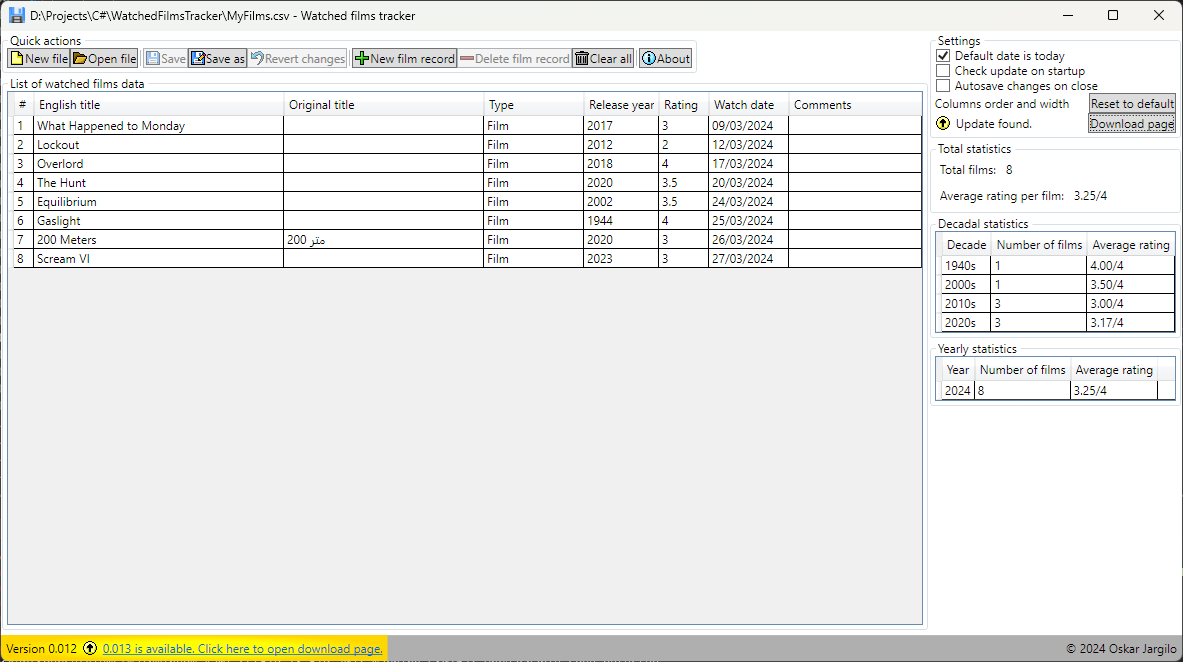 D:\Projects\C#\WatchedFilmsTracker\MyFilms.csv - Watched films tracker
Quick actions
New file Open file Save Save as Revert changes New film record Delete film record Clear all About
List of watched films data
# English title Original title Type Release year Rating Watch date Comments
1 What Happened to Monday Film 2017 3 09/03/2024
2 Lockout Film 2012 2 12/03/2024
3 Overlord Film 2018 4 17/03/2024
4 The Hunt Film 2020 3.5 20/03/2024
5 Equilibrium Film 2002 3.5 24/03/2024
6 Gaslight Film 1944 4 25/03/2024
7 200 Meters 200 متر Film 2020 3 26/03/2024
8 Scream VI Film 2023 3 27/03/2024
Settings
Default date is today
Check update on startup
Autosave changes on close
Columns order and width Reset to default
Update found. Download page
Total statistics
Total films: 8
Average rating per film: 3.25/4
Decadal statistics
Decade Number of films Average rating
1940s 1 4.00/4
2000s 1 3.50/4
2010s 3 3.00/4
2020s 3 3.17/4
Yearly statistics
Year Number of films Average rating
2024 8 3.25/4
Version 0.012 0.013 is available. Click here to open download page.
© 2024 Oskar Jargilo